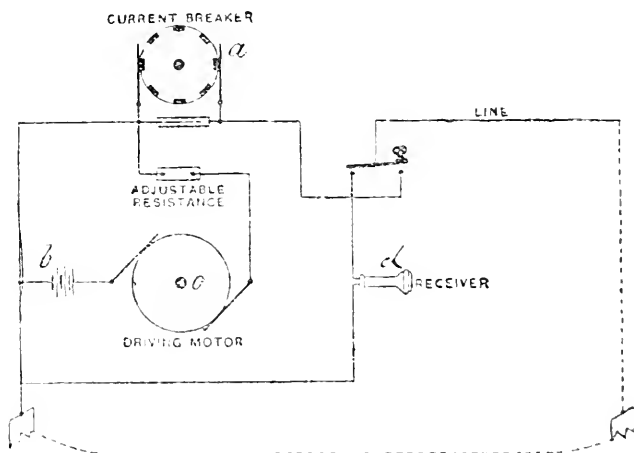 CURRENT BREAKER
a
LINE
ADJUSTABLE
RESISTANCE
b
C
d
RECEIVER
DRIVING MOTOR